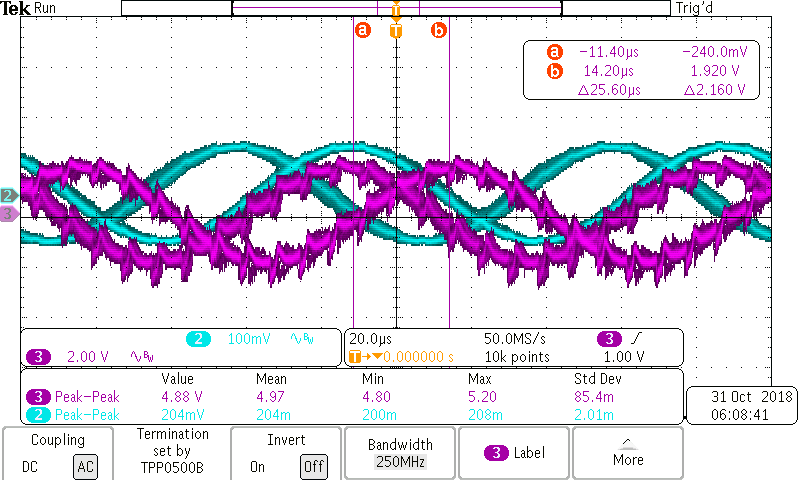 Tek Run
T
Trig'd
a T b
a −11.40µs −240.0mV
b 14.20µs 1.920 V
Δ25.60µs Δ2.160 V
2
3
2 100mV BW
3 2.00 V BW
20.0µs 50.0MS/s 3
T→▼0.000000 s 10k points 1.00 V
Value Mean Min Max Std Dev
3 Peak−Peak 4.88 V 4.97 4.80 5.20 85.4m
2 Peak−Peak 204mV 204m 200m 208m 2.01m
31 Oct 2018
06:08:41
Coupling
DC AC
Termination
set by
TPP0500B
Invert
On Off
Bandwidth
250MHz
3 Label
More